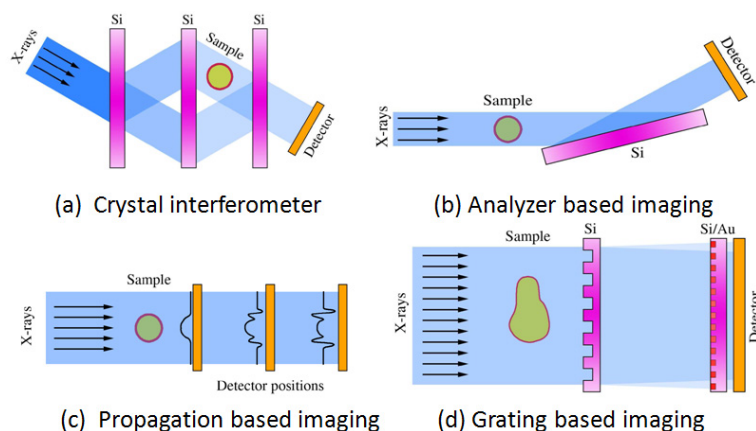 Si
Si
Si
X-rays
Sample
Detector
(a) Crystal interferometer
Sample
Si
Detector
(b) Analyzer based imaging
Sample
X-rays
Detector positions
(c) Propagation based imaging
Sample
Si
Si/Au
X-rays
Detector
(d) Grating based imaging
X-rays